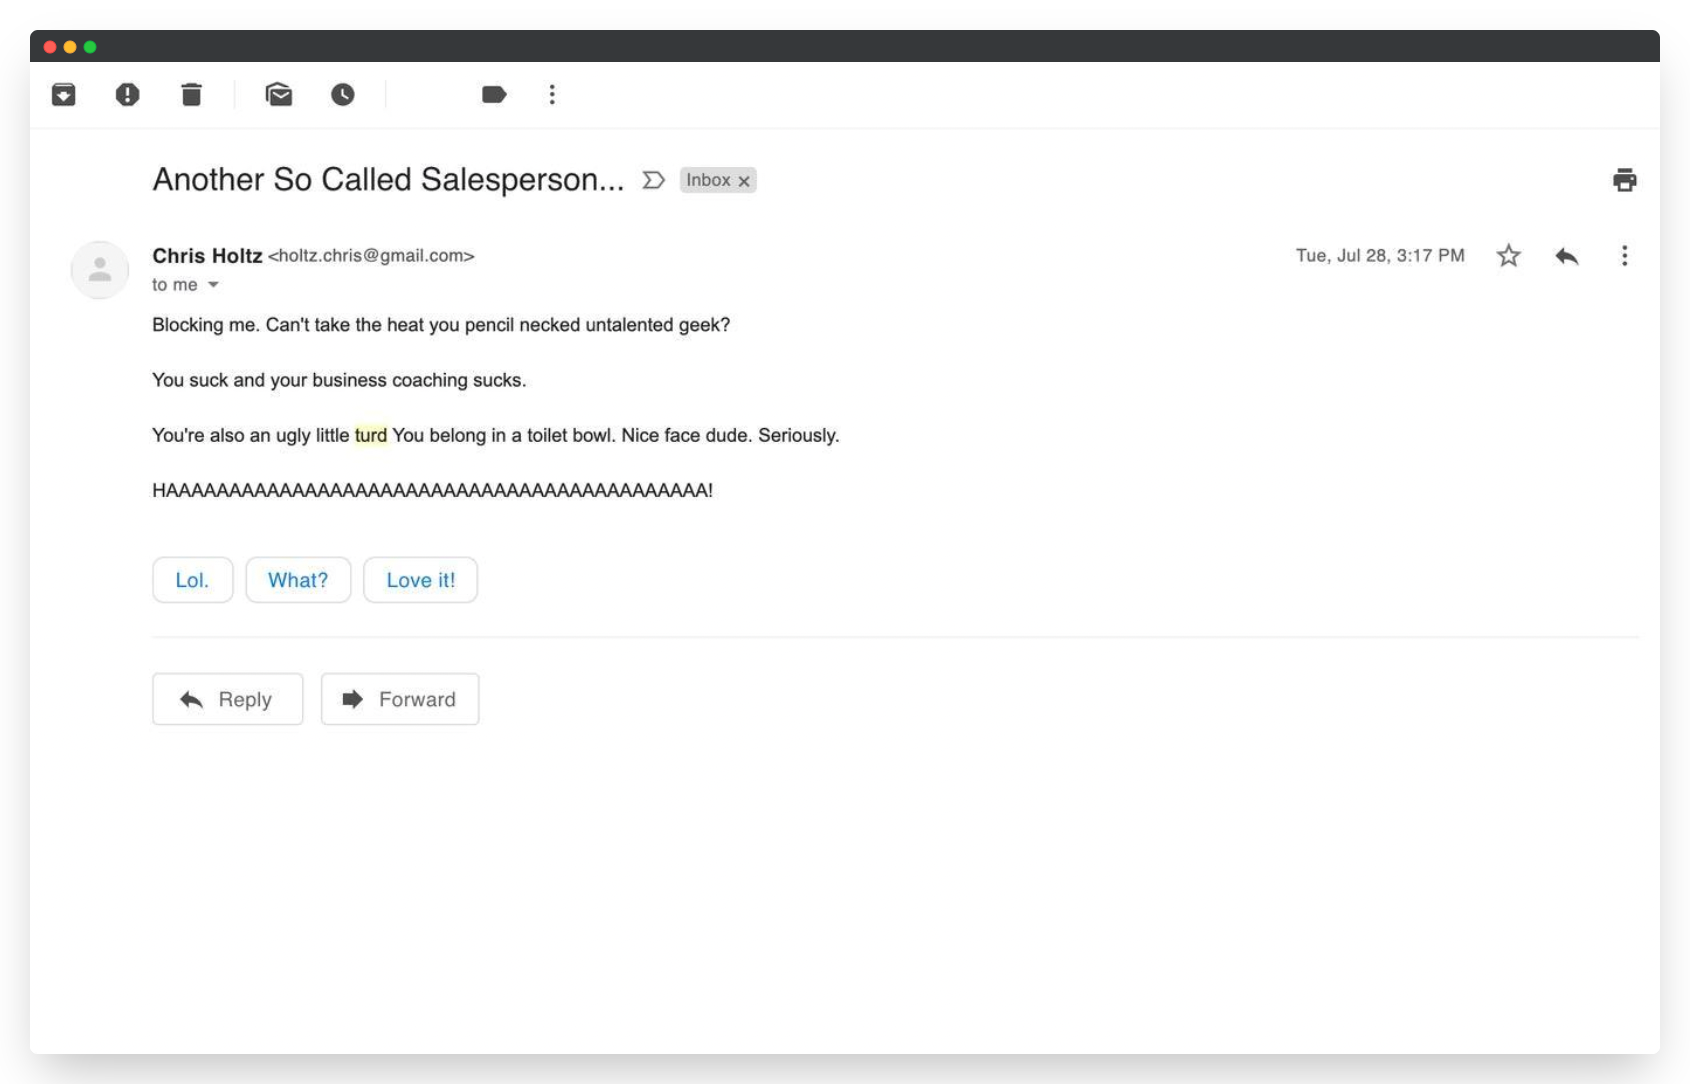 Another So Called Salesperson...
Inbox x
Chris Holtz <holtz.chris@gmail.com>
Tue, Jul 28, 3:17 PM
to me
Blocking me. Can't take the heat you pencil necked untalented geek?
You suck and your business coaching sucks.
You're also an ugly little turd You belong in a toilet bowl. Nice face dude. Seriously.
HAAAAAAAAAAAAAAAAAAAAAAAAAAAAAAAAAAAAAAAAAAA!
Lol.
What?
Love it!
Reply
Forward